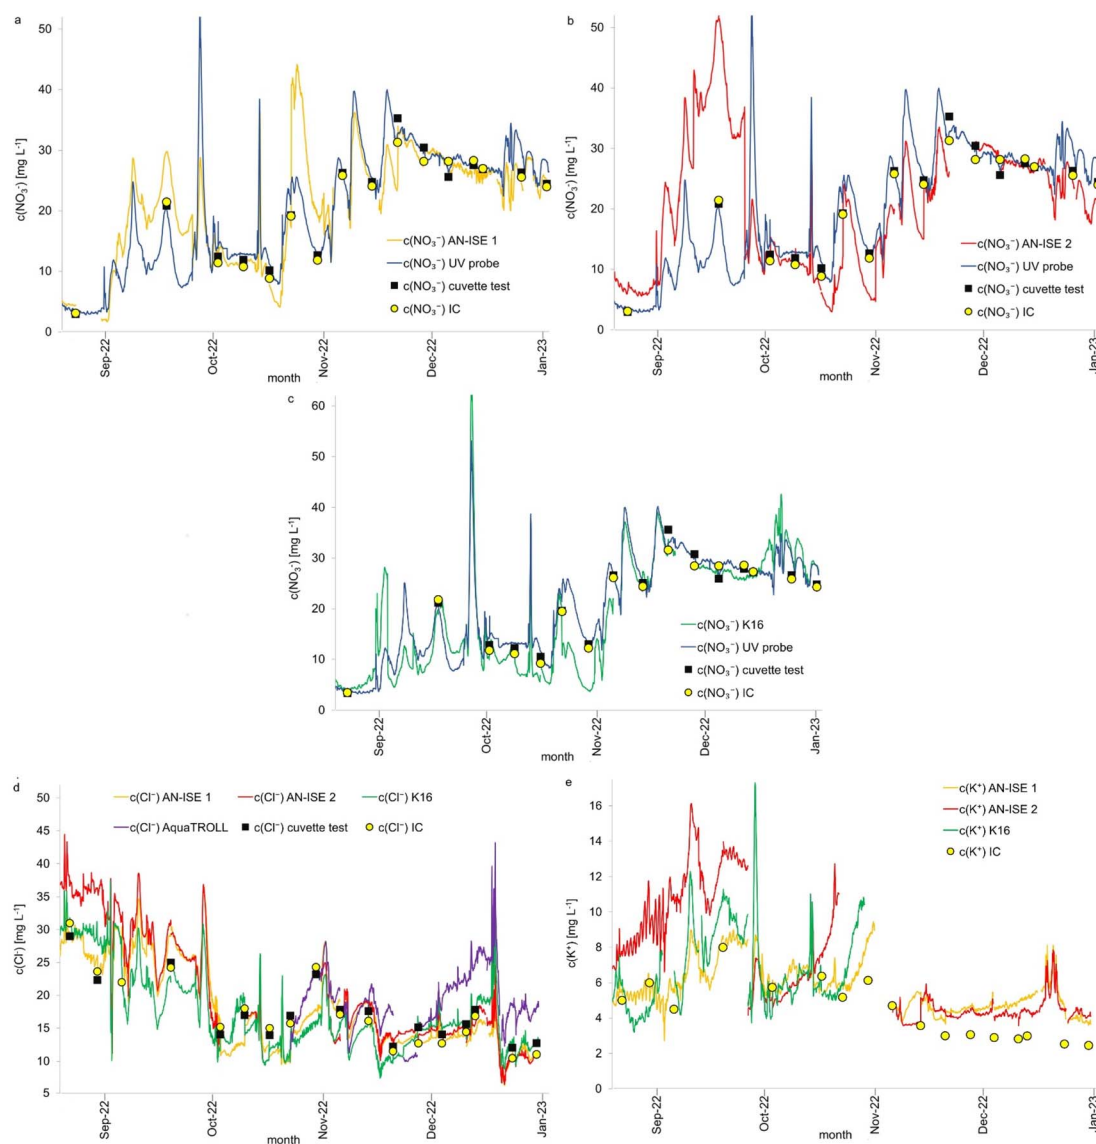 a
50
40
30
20
10
0
c(NO₃⁻) [mg L⁻¹]
c(NO₃⁻) AN-ISE 1
c(NO₃⁻) UV probe
c(NO₃⁻) cuvette test
c(NO₃⁻) IC
Sep-22
Oct-22
Nov-22
Dec-22
Jan-23
month
b
50
40
30
20
10
0
c(NO₃⁻) [mg L⁻¹]
c(NO₃⁻) AN-ISE 2
c(NO₃⁻) UV probe
c(NO₃⁻) cuvette test
c(NO₃⁻) IC
Sep-22
Oct-22
Nov-22
Dec-22
Jan-23
month
c
60
50
40
30
20
10
0
c(NO₃⁻) [mg L⁻¹]
c(NO₃⁻) K16
c(NO₃⁻) UV probe
c(NO₃⁻) cuvette test
c(NO₃⁻) IC
Sep-22
Oct-22
Nov-22
Dec-22
Jan-23
month
d
50
45
40
35
30
25
20
15
10
5
c(Cl⁻) [mg L⁻¹]
c(Cl⁻) AN-ISE 1 c(Cl⁻) AN-ISE 2 c(Cl⁻) K16
c(Cl⁻) AquaTROLL c(Cl⁻) cuvette test c(Cl⁻) IC
Sep-22
Oct-22
Nov-22
Dec-22
Jan-23
month
e
16
14
12
10
8
6
4
2
0
c(K⁺) [mg L⁻¹]
c(K⁺) AN-ISE 1
c(K⁺) AN-ISE 2
c(K⁺) K16
c(K⁺) IC
Sep-22
Oct-22
Nov-22
Dec-22
Jan-23
month